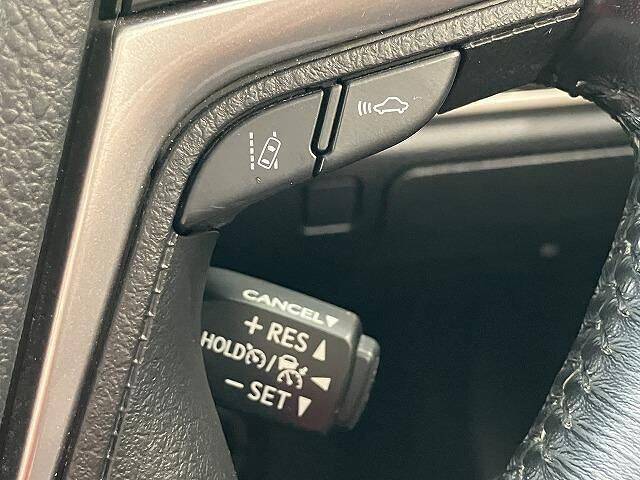 CANCEL▼
+ RES ▲
HOLD / ◄
− SET ▼